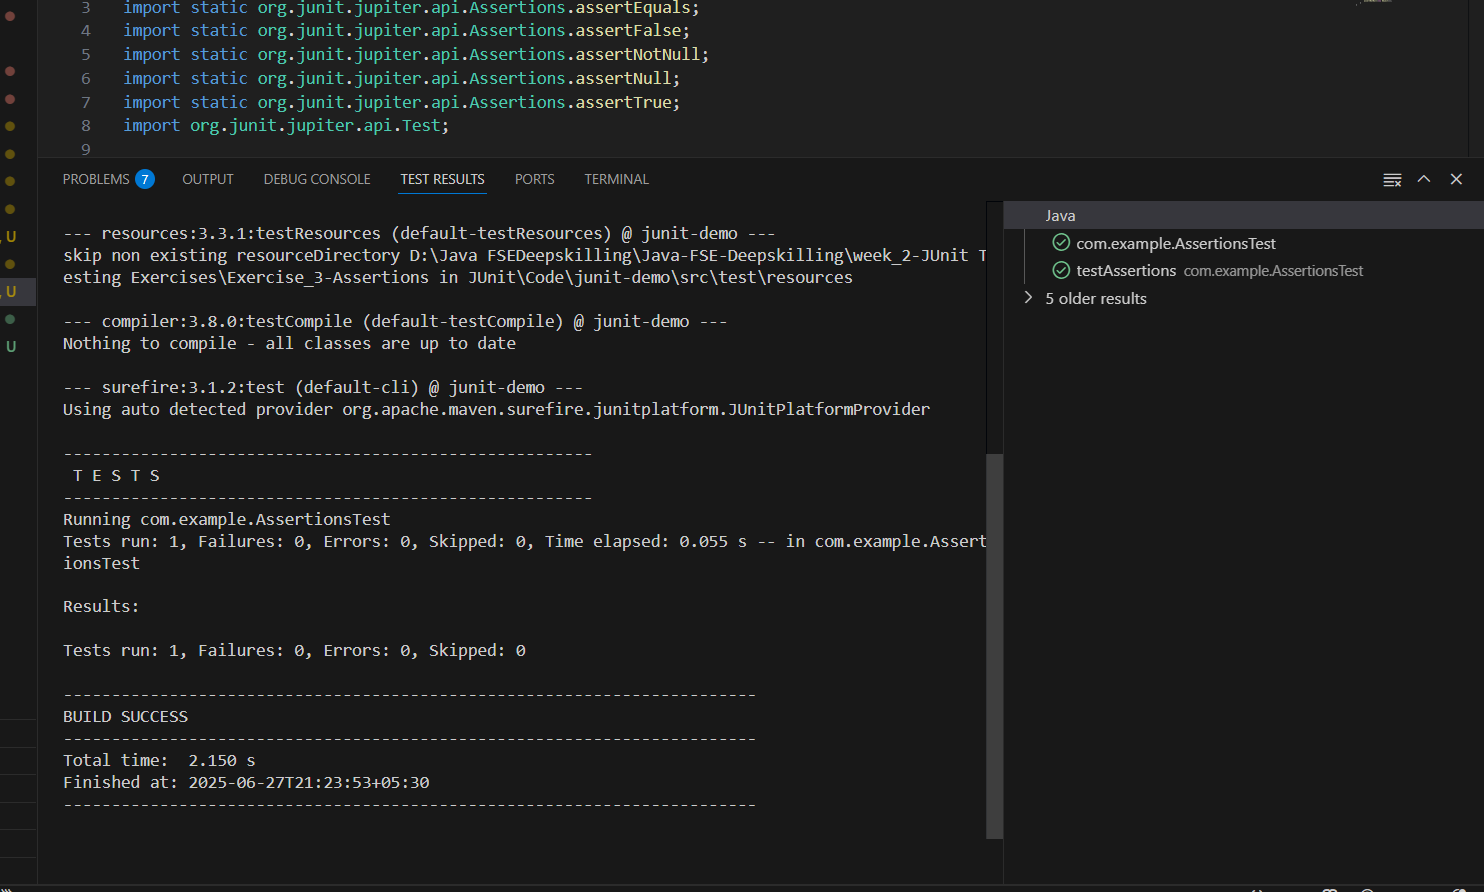 3 import static org.junit.jupiter.api.Assertions.assertEquals;
4 import static org.junit.jupiter.api.Assertions.assertFalse;
5 import static org.junit.jupiter.api.Assertions.assertNotNull;
6 import static org.junit.jupiter.api.Assertions.assertNull;
7 import static org.junit.jupiter.api.Assertions.assertTrue;
8 import org.junit.jupiter.api.Test;
9
PROBLEMS 7 OUTPUT DEBUG CONSOLE TEST RESULTS PORTS TERMINAL
--- resources:3.3.1:testResources (default-testResources) @ junit-demo ---
skip non existing resourceDirectory D:\Java FSEDeepskilling\Java-FSE-Deepskilling\week_2-JUnit T
esting Exercises\Exercise_3-Assertions in JUnit\Code\junit-demo\src\test\resources
--- compiler:3.8.0:testCompile (default-testCompile) @ junit-demo ---
Nothing to compile - all classes are up to date
--- surefire:3.1.2:test (default-cli) @ junit-demo ---
Using auto detected provider org.apache.maven.surefire.junitplatform.JUnitPlatformProvider
-------------------------------------------------------
T E S T S
-------------------------------------------------------
Running com.example.AssertionsTest
Tests run: 1, Failures: 0, Errors: 0, Skipped: 0, Time elapsed: 0.055 s -- in com.example.Assert
ionsTest
Results:
Tests run: 1, Failures: 0, Errors: 0, Skipped: 0
------------------------------------------------------------------------
BUILD SUCCESS
------------------------------------------------------------------------
Total time:  2.150 s
Finished at: 2025-06-27T21:23:53+05:30
------------------------------------------------------------------------
Java
com.example.AssertionsTest
testAssertions com.example.AssertionsTest
5 older results
U
U
U